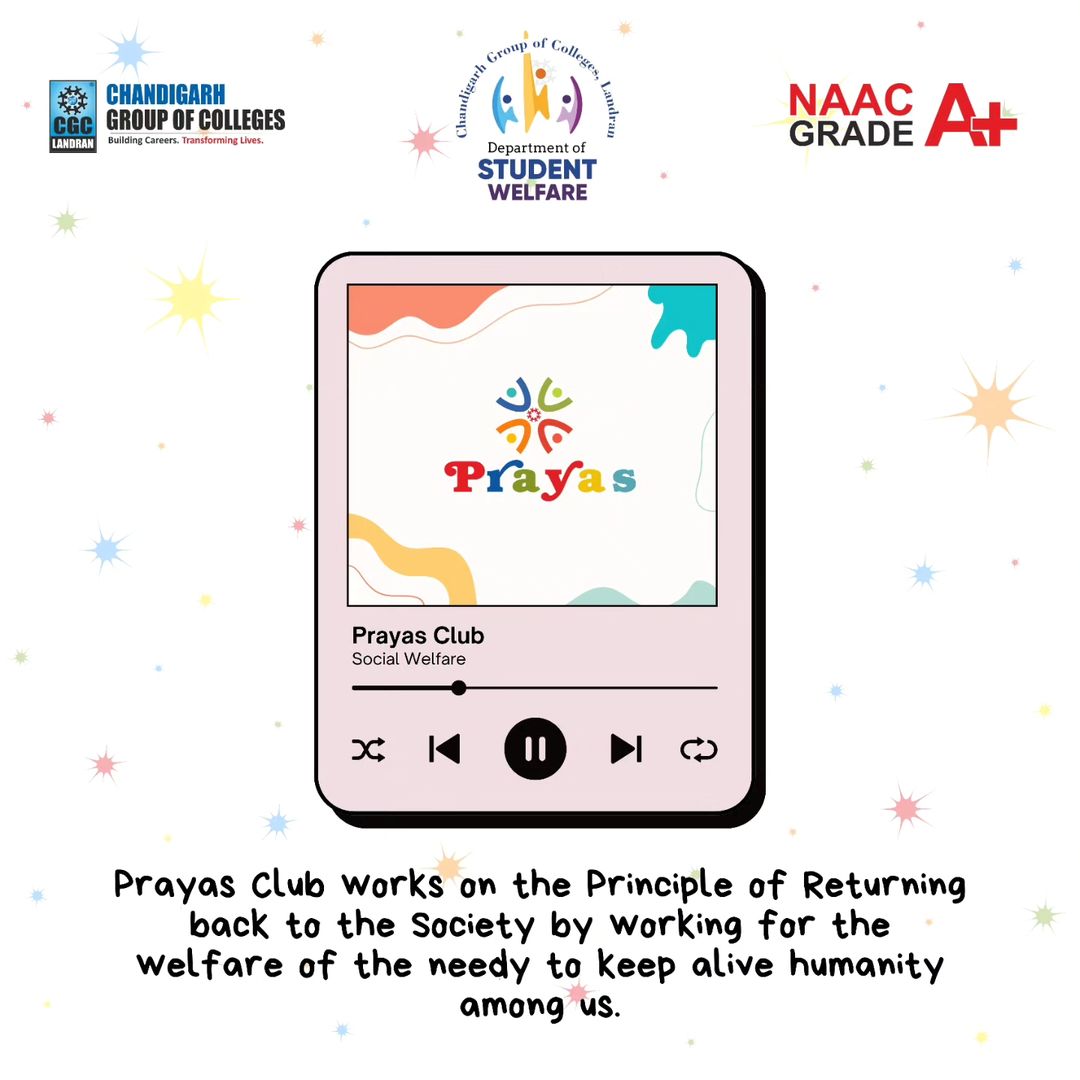 CHANDIGARH
GROUP OF COLLEGES
Building Careers. Transforming Lives.
CGC
LANDRAN
Chandigarh Group of Colleges, Landran
Department of
STUDENT
WELFARE
NAAC
GRADE A+
Prayas
Prayas Club
Social Welfare
Prayas Club Works on the Principle of Returning
back to the Society by Working for the
Welfare of the needy to keep alive humanity
among us.